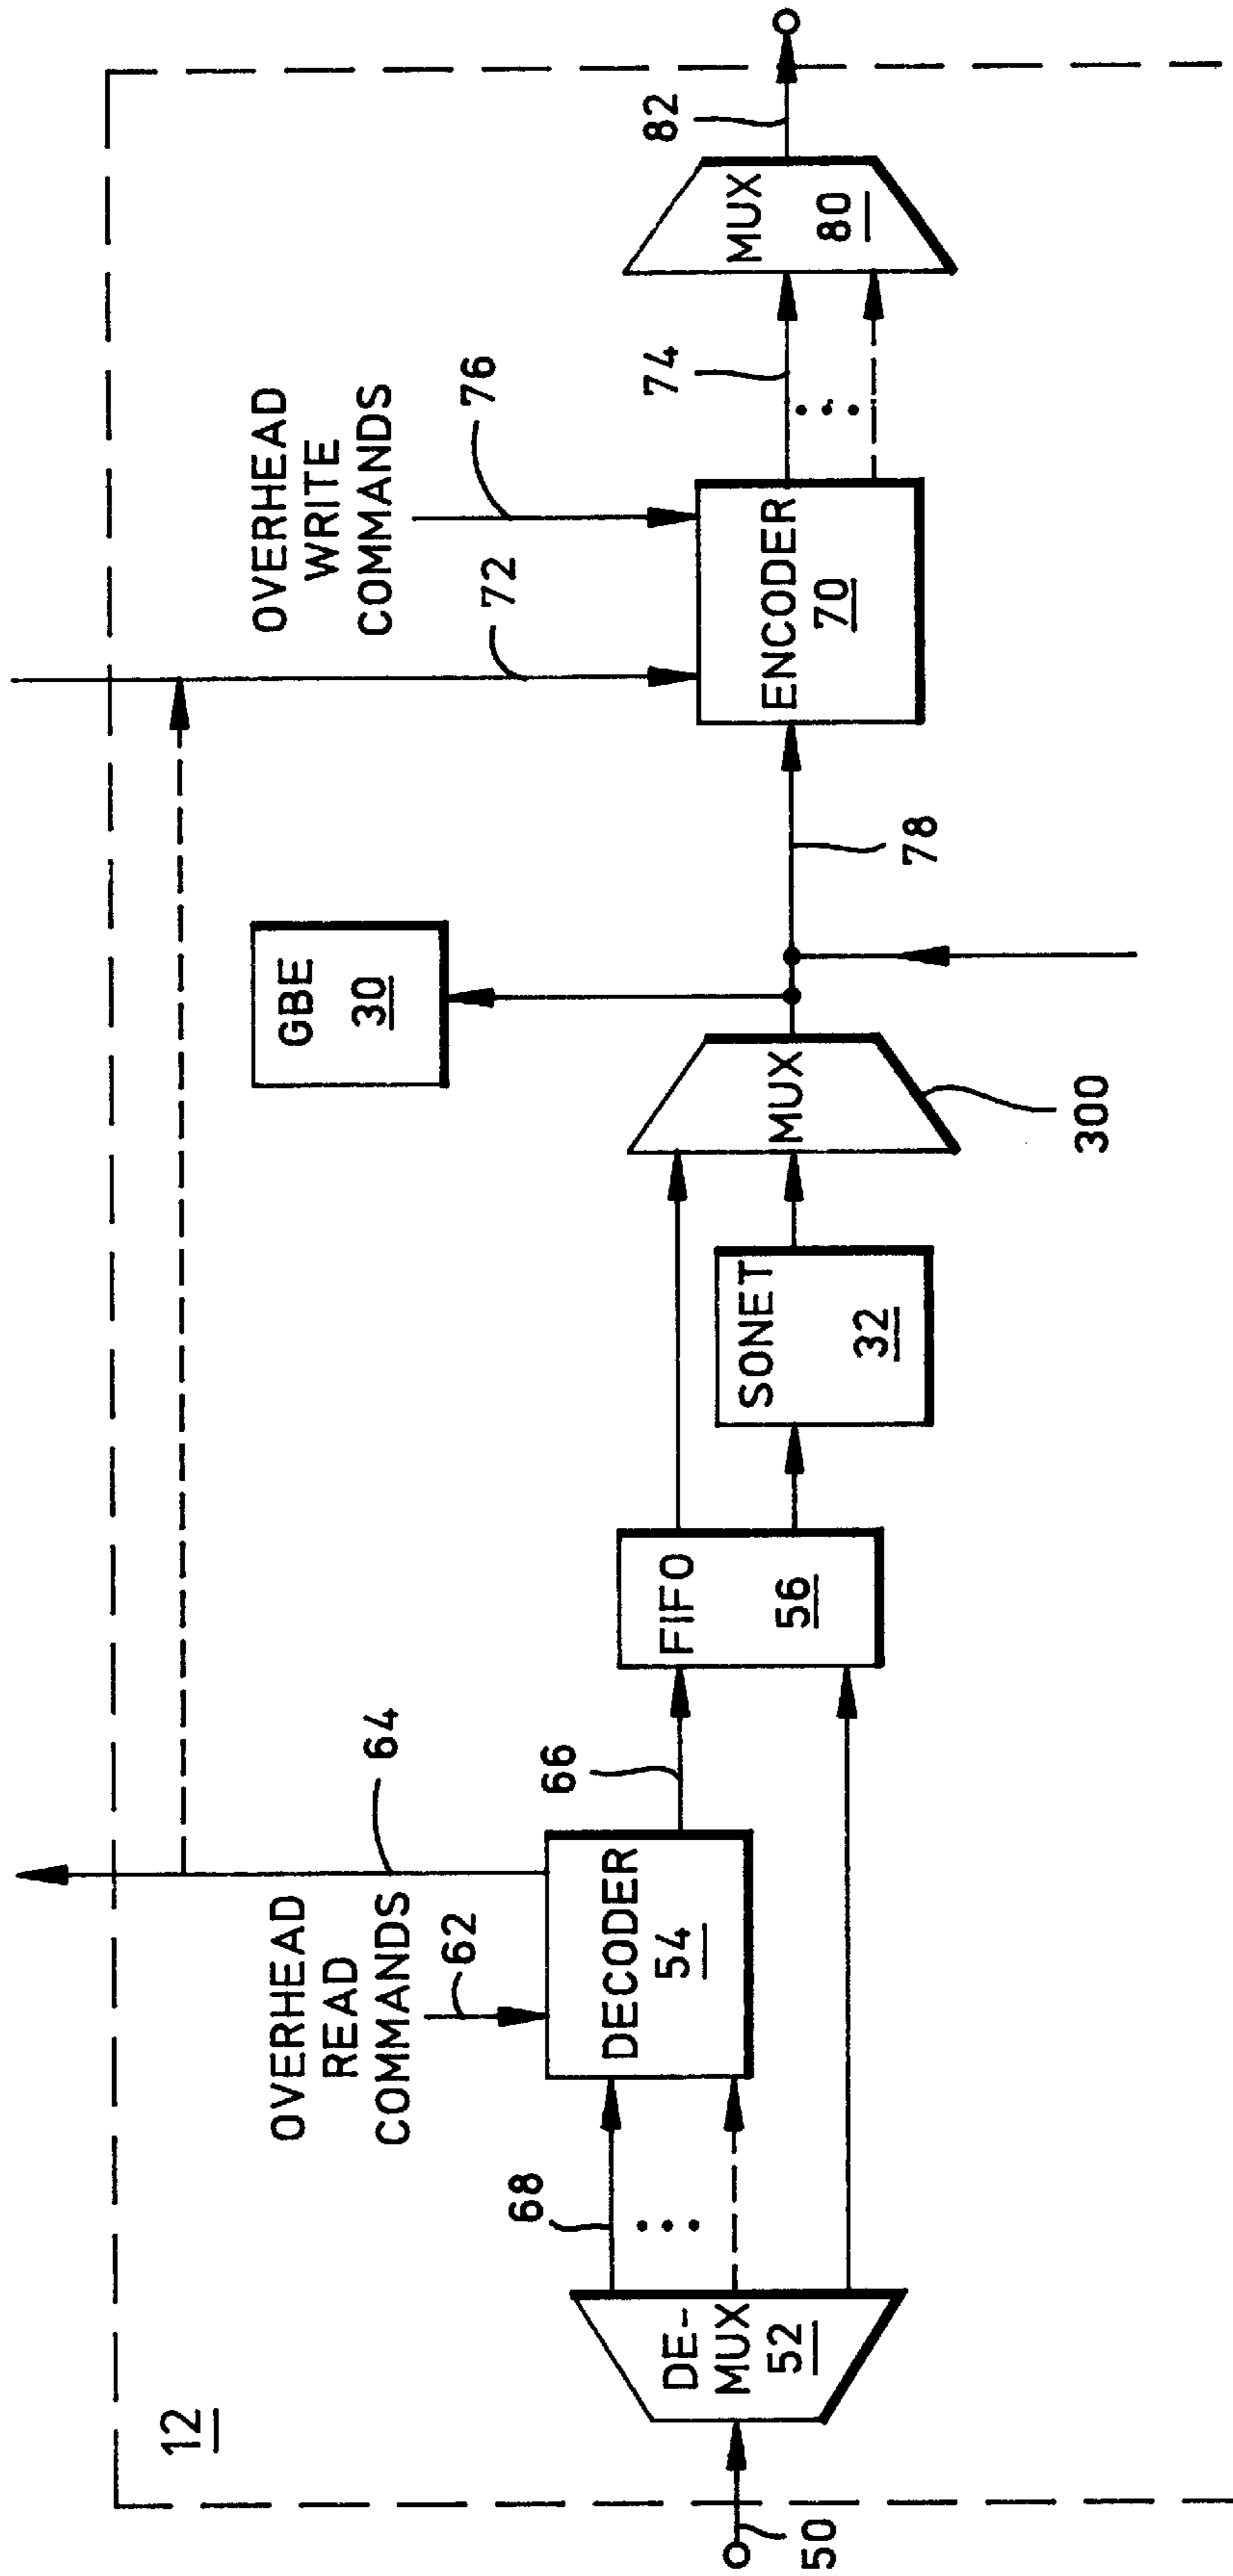 12
50
DE-
MUX
52
68
OVERHEAD
READ
COMMANDS
62
64
DECODER
54
66
FIFO
56
SONET
32
MUX
300
GBE
30
78
OVERHEAD
WRITE
COMMANDS
72
76
ENCODER
70
74
MUX
80
82